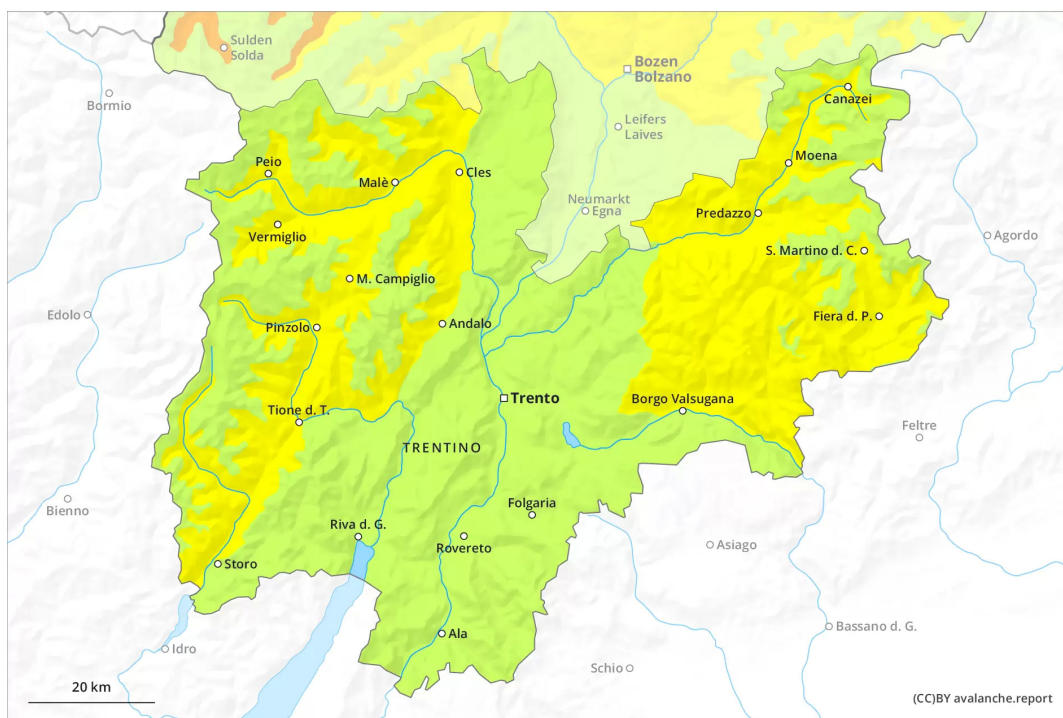 Sulden
Solda
Bozen
Bolzano
Bormio
Canazei
Leifers
Laives
Peio
Malè
Cles
Moena
Neumarkt
Egna
Predazzo
Vermiglio
Agordo
S. Martino d. C.
M. Campiglio
Edolo
Pinzolo
Andalo
Fiera d. P.
Trento
Borgo Valsugana
Tione d. T.
TRENTINO
Feltre
Bienno
Folgaria
Riva d. G.
Rovereto
Asiago
Storo
Ala
Bassano d. G.
Idro
Schio
20 km
(CC)BY avalanche.report